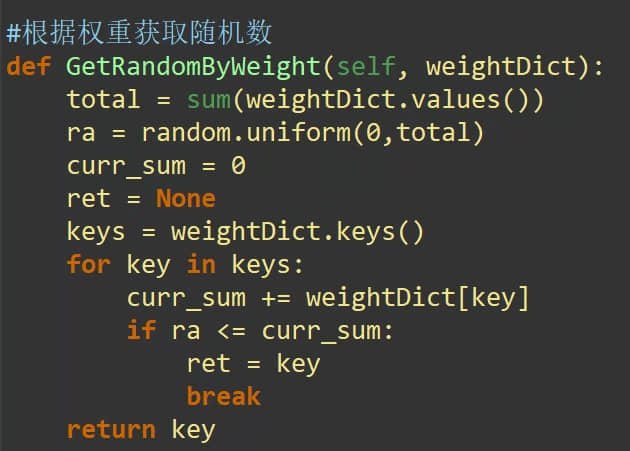 #根据权重获取随机数
def GetRandomByWeight(self, weightDict):
    total = sum(weightDict.values())
    ra = random.uniform(0,total)
    curr_sum = 0
    ret = None
    keys = weightDict.keys()
    for key in keys:
        curr_sum += weightDict[key]
        if ra <= curr_sum:
            ret = key
            break
    return key